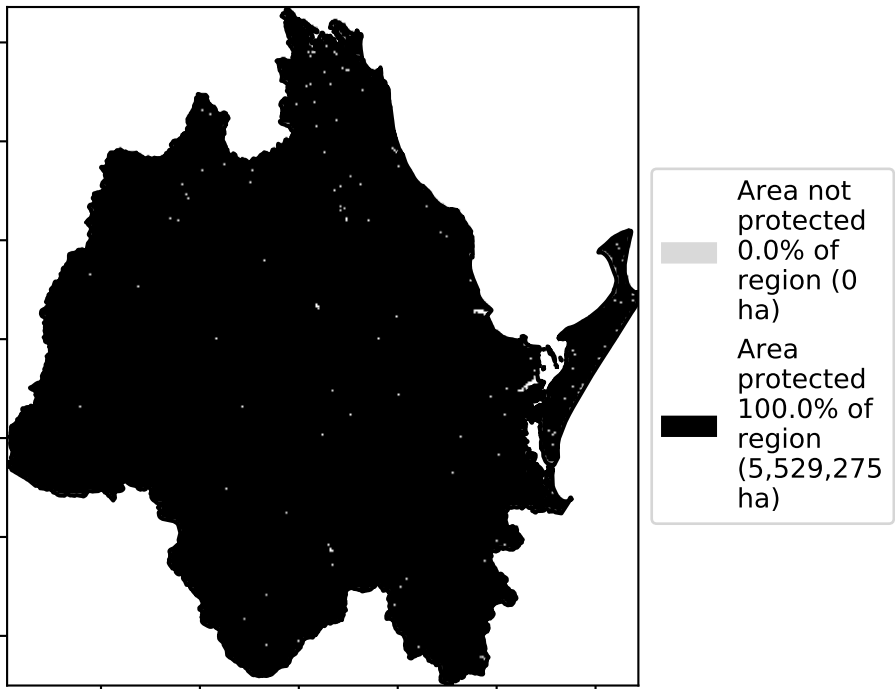 Area not
protected
0.0% of
region (0
ha)
Area
protected
100.0% of
region
(5,529,275
ha)